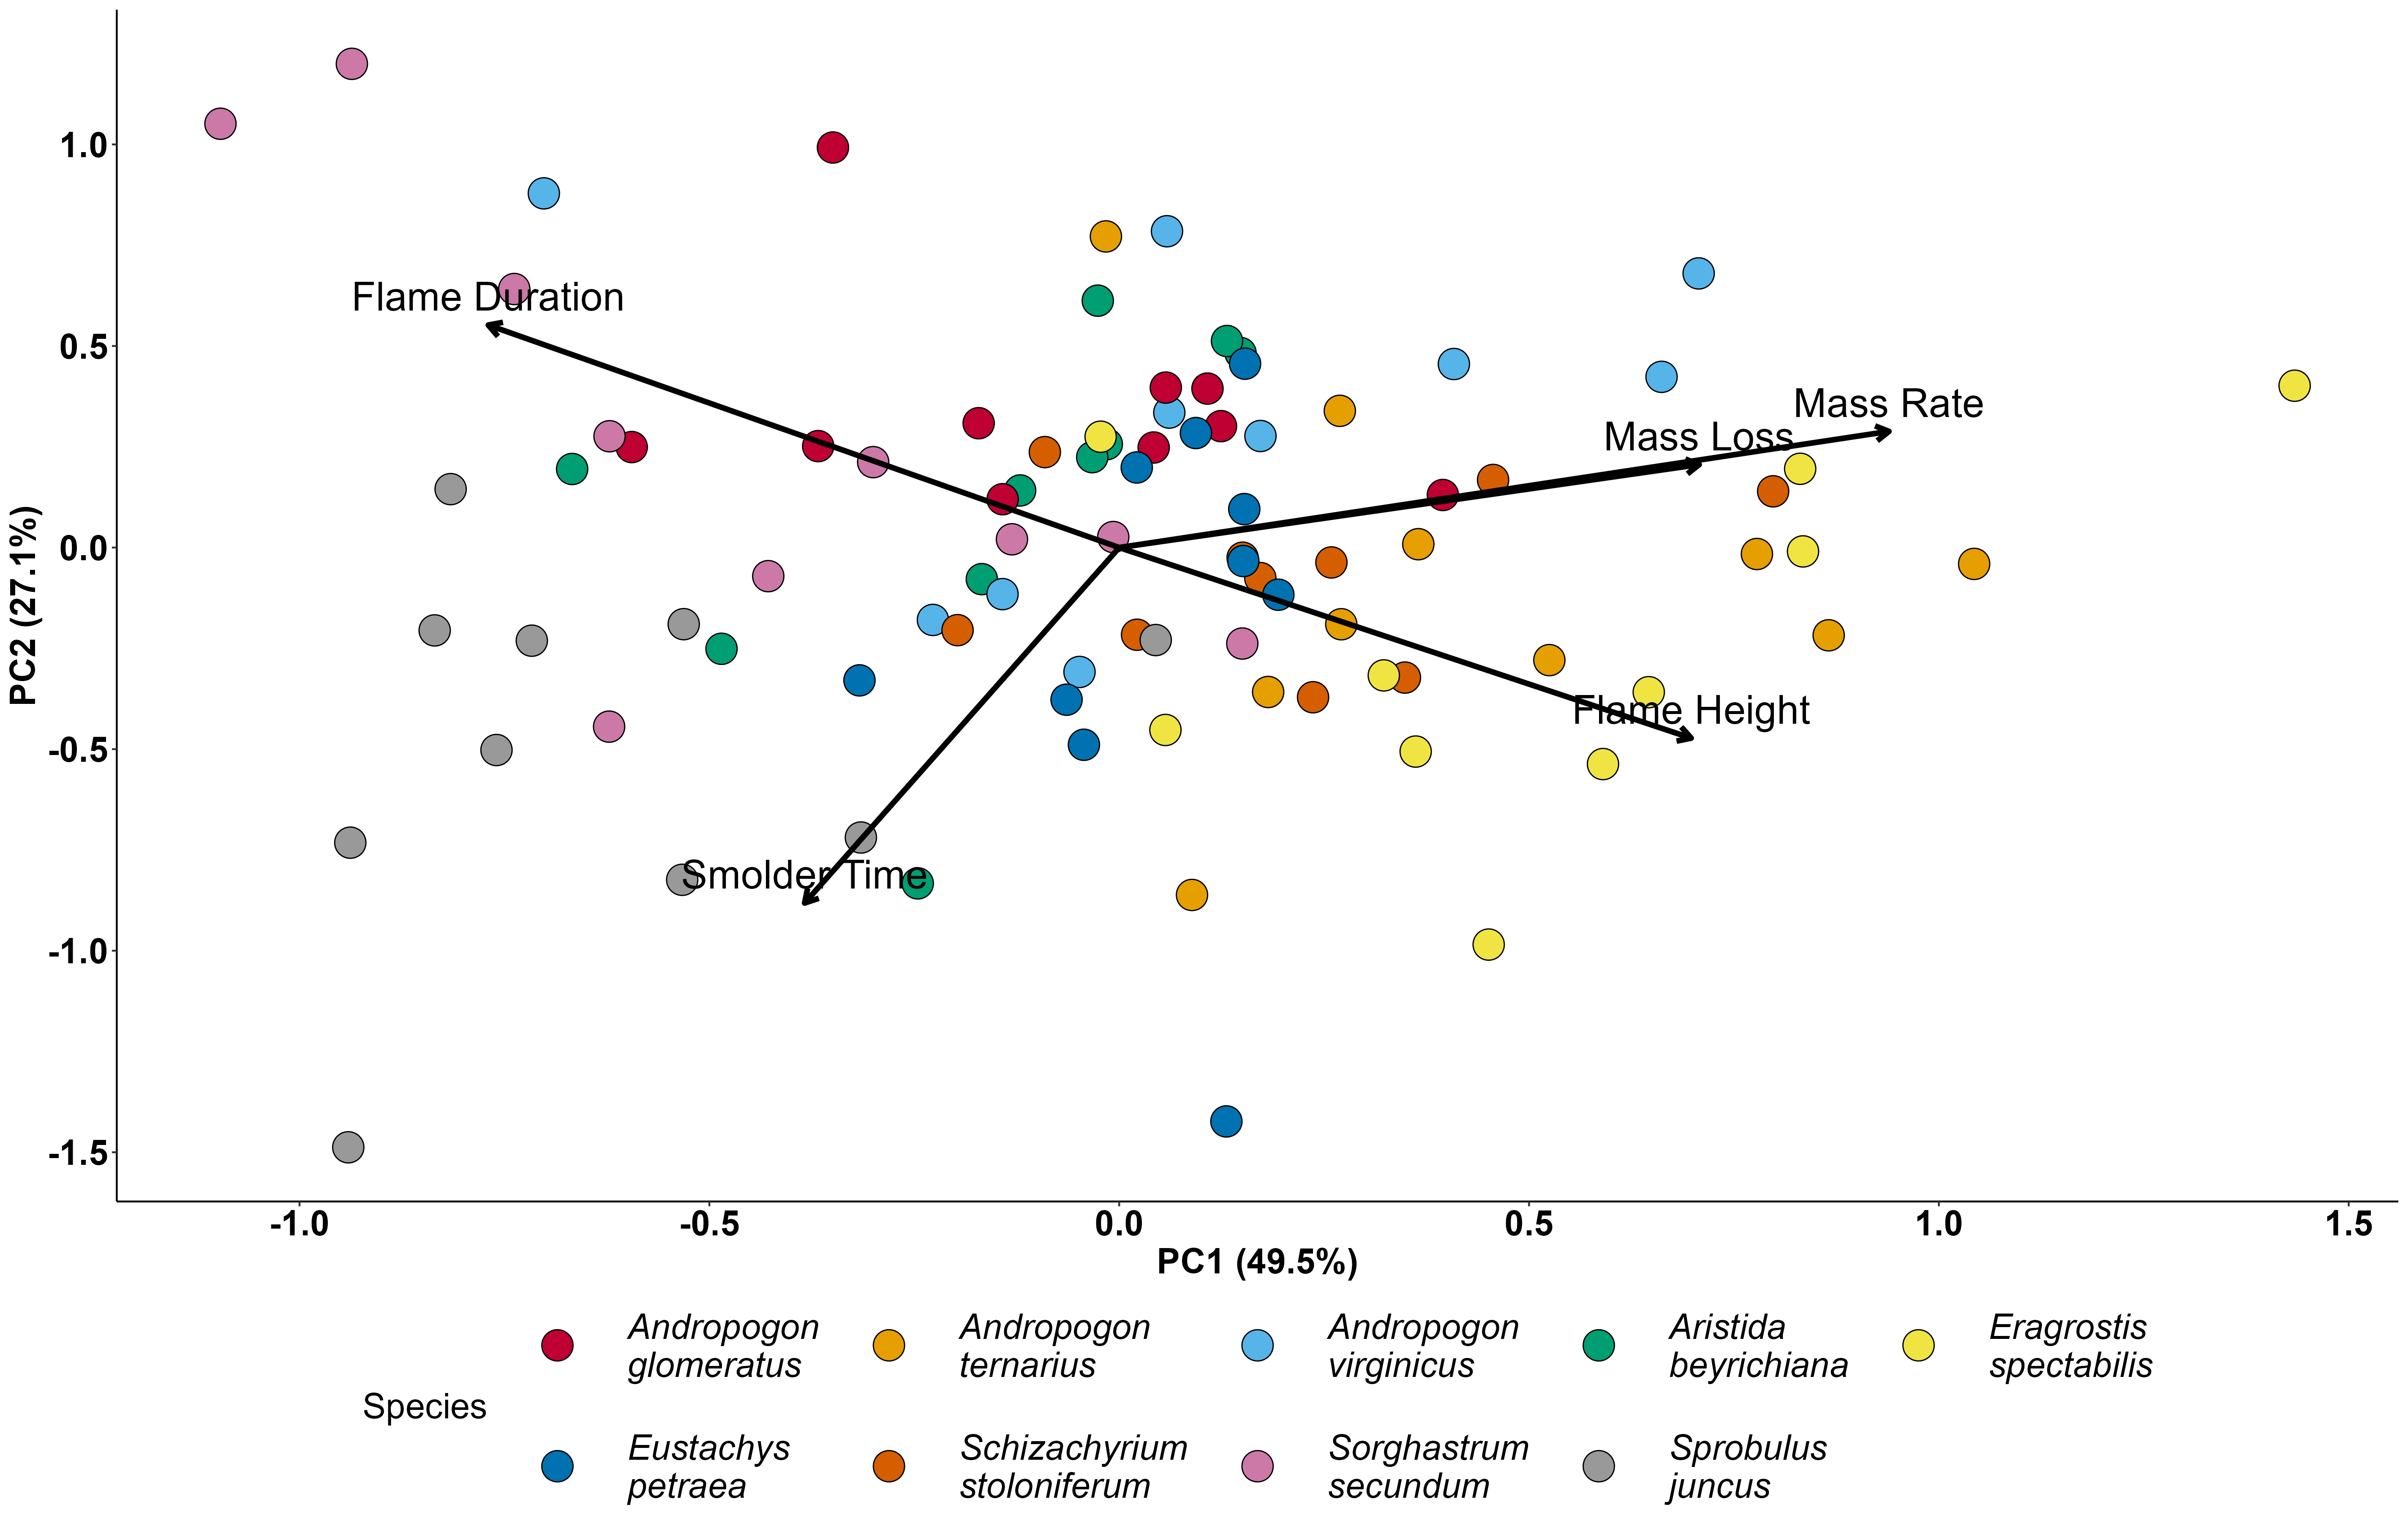 1.0
0.5
0.0
-0.5
-1.0
-1.5
PC2 (27.1%)
Flame Duration
Mass Rate
Mass Loss
Flame Height
Smolder Time
-1.0
-0.5
0.0
0.5
1.0
1.5
PC1 (49.5%)
Species
Andropogon
glomeratus
Andropogon
ternarius
Andropogon
virginicus
Aristida
beyrichiana
Eragrostis
spectabilis
Eustachys
petraea
Schizachyrium
stoloniferum
Sorghastrum
secundum
Sprobulus
juncus